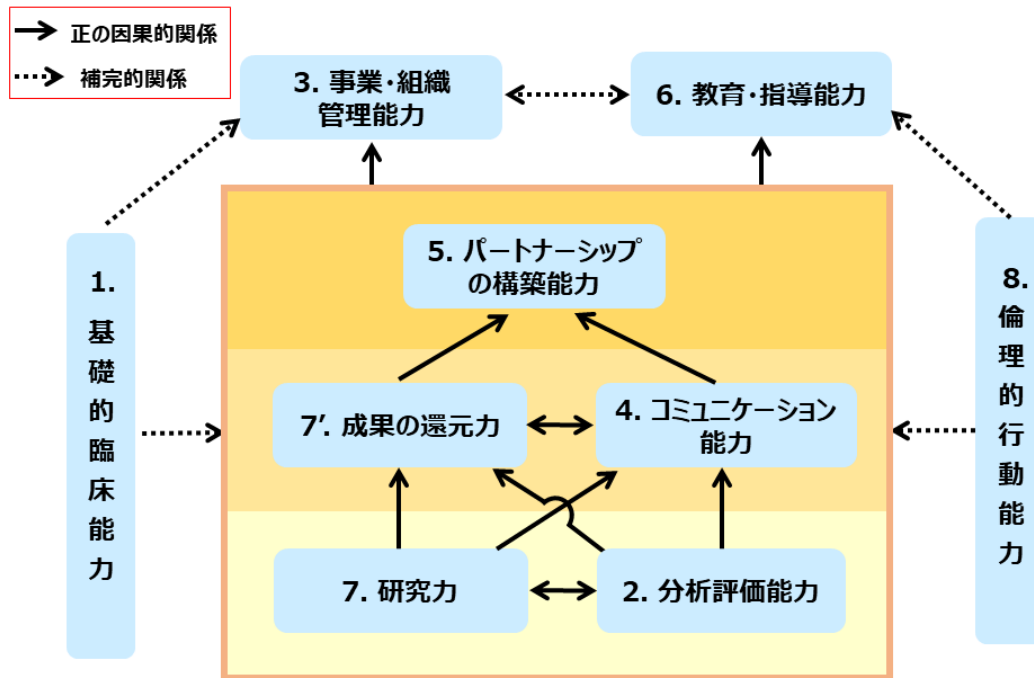 正の因果的関係
補完的関係
3. 事業・組織
管理能力
6. 教育・指導能力
5. パートナーシップ
の構築能力
1.
基
礎
的
臨
床
能
力
8.
倫
理
的
行
動
能
力
7′. 成果の還元力
4. コミュニケーション
能力
7. 研究力
2. 分析評価能力